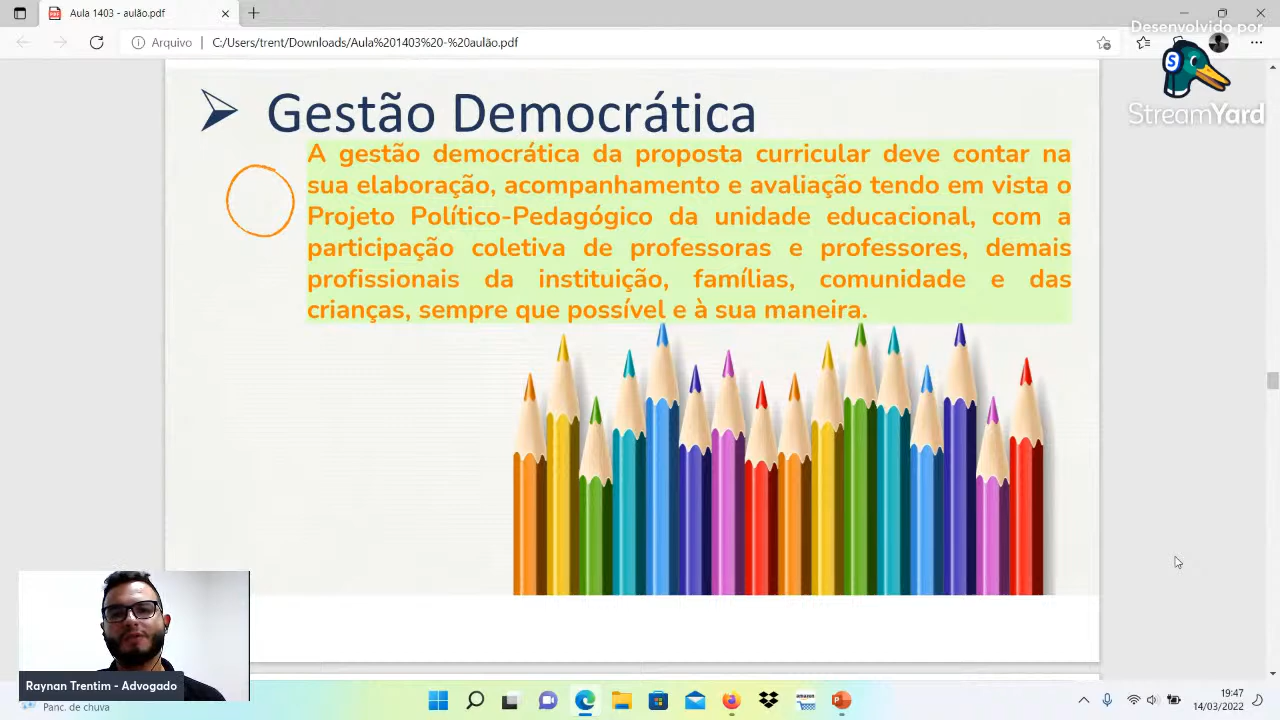 Aula 1403 - aulão.pdf
Desenvolvido por
Arquivo
C:/Users/trent/Downloads/Aula%201403%20-%20aulão.pdf
S
StreamYard
Gestão Democrática
A gestão democrática da proposta curricular deve contar na
sua elaboração, acompanhamento e avaliação tendo em vista o
Projeto Político-Pedagógico da unidade educacional, com a
participação coletiva de professoras e professores, demais
profissionais da instituição, famílias, comunidade e das
crianças, sempre que possível e à sua maneira.
Raynan Trentim - Advogado
Panc. de chuva
amazon
19:47
14/03/2022